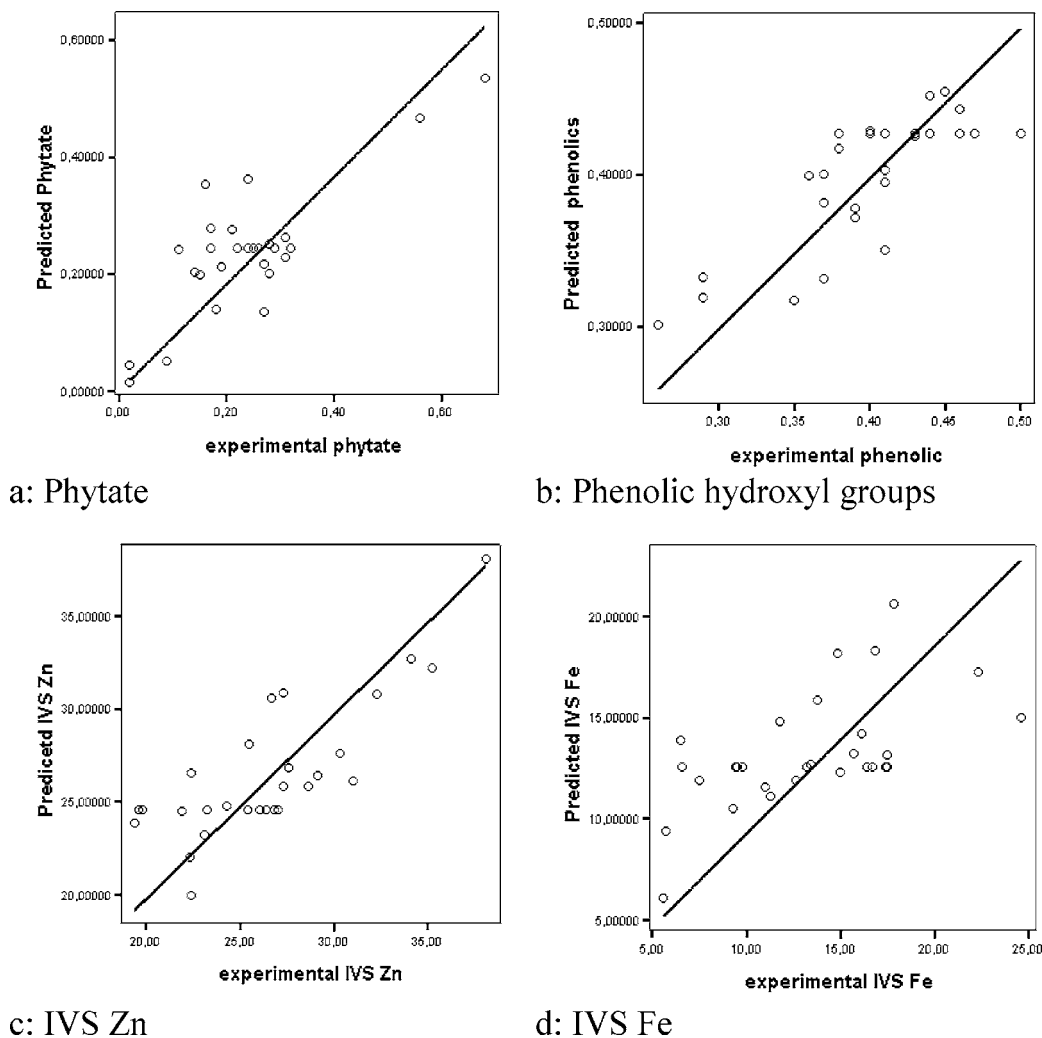 0,60000
0,40000
0,20000
0,00000
Predicted Phytate
0,00
0,20
0,40
0,60
experimental phytate
a: Phytate
0,50000
0,40000
0,30000
Predicted phenolics
0,30
0,35
0,40
0,45
0,50
experimental phenolic
b: Phenolic hydroxyl groups
35,00000
30,00000
25,00000
20,00000
Predicetd IVS Zn
20,00
25,00
30,00
35,00
experimental IVS Zn
c: IVS Zn
20,00000
15,00000
10,00000
5,00000
Predicted IVS Fe
5,00
10,00
15,00
20,00
25,00
experimental IVS Fe
d: IVS Fe